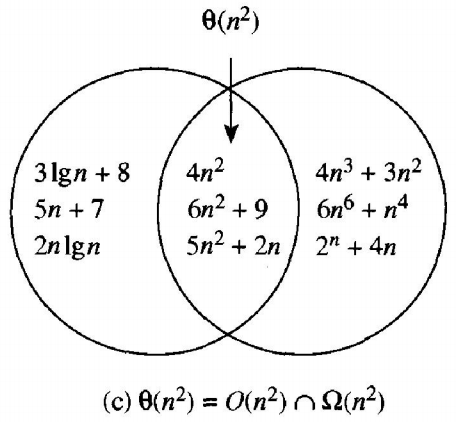 θ(n²)
3 lg n + 8
5n + 7
2n lg n
4n²
6n² + 9
5n² + 2n
4n³ + 3n²
6n⁶ + n⁴
2ⁿ + 4n
(c) θ(n²) = O(n²) ∩ Ω(n²)